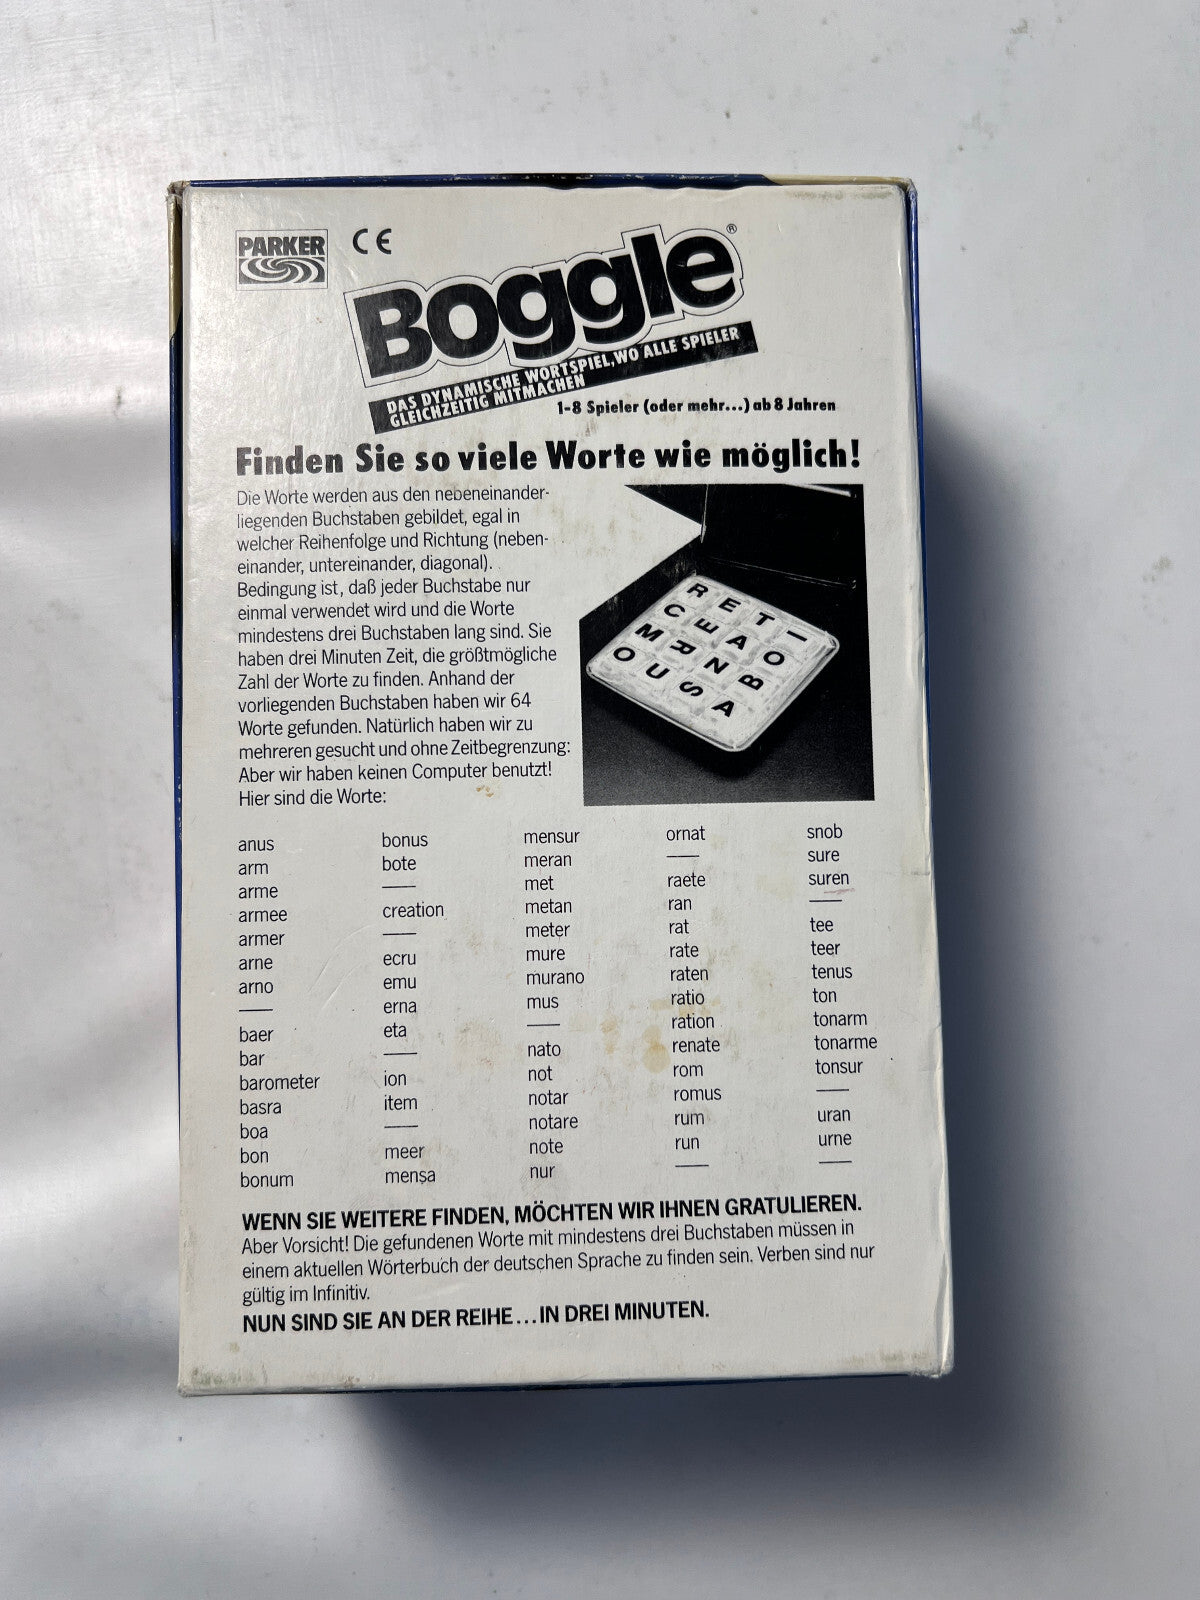 PARKER
CE
Boggle®
DAS DYNAMISCHE WORTSPIEL, WO ALLE SPIELER
GLEICHZEITIG MITMACHEN
1-8 Spieler (oder mehr...) ab 8 Jahren
Finden Sie so viele Worte wie möglich!
Die Worte werden aus den nebeneinander-
liegenden Buchstaben gebildet, egal in
welcher Reihenfolge und Richtung (neben-
einander, untereinander, diagonal).
Bedingung ist, daß jeder Buchstabe nur
einmal verwendet wird und die Worte
mindestens drei Buchstaben lang sind. Sie
haben drei Minuten Zeit, die größtmögliche
Zahl der Worte zu finden. Anhand der
vorliegenden Buchstaben haben wir 64
Worte gefunden. Natürlich haben wir zu
mehreren gesucht und ohne Zeitbegrenzung:
Aber wir haben keinen Computer benutzt!
Hier sind die Worte:
R E T I
C E A O
M R N B
O U S A
anus
arm
arme
armee
armer
arne
arno
—
baer
bar
barometer
basra
boa
bon
bonum
bonus
bote
—
creation
—
ecru
emu
erna
eta
—
ion
item
—
meer
mensa
mensur
meran
met
metan
meter
mure
murano
mus
—
nato
not
notar
notare
note
nur
ornat
—
raete
ran
rat
rate
raten
ratio
ration
renate
rom
romus
rum
run
—
snob
sure
suren
—
tee
teer
tenus
ton
tonarm
tonarme
tonsur
—
uran
urne
—
WENN SIE WEITERE FINDEN, MÖCHTEN WIR IHNEN GRATULIEREN.
Aber Vorsicht! Die gefundenen Worte mit mindestens drei Buchstaben müssen in
einem aktuellen Wörterbuch der deutschen Sprache zu finden sein. Verben sind nur
gültig im Infinitiv.
NUN SIND SIE AN DER REIHE...IN DREI MINUTEN.